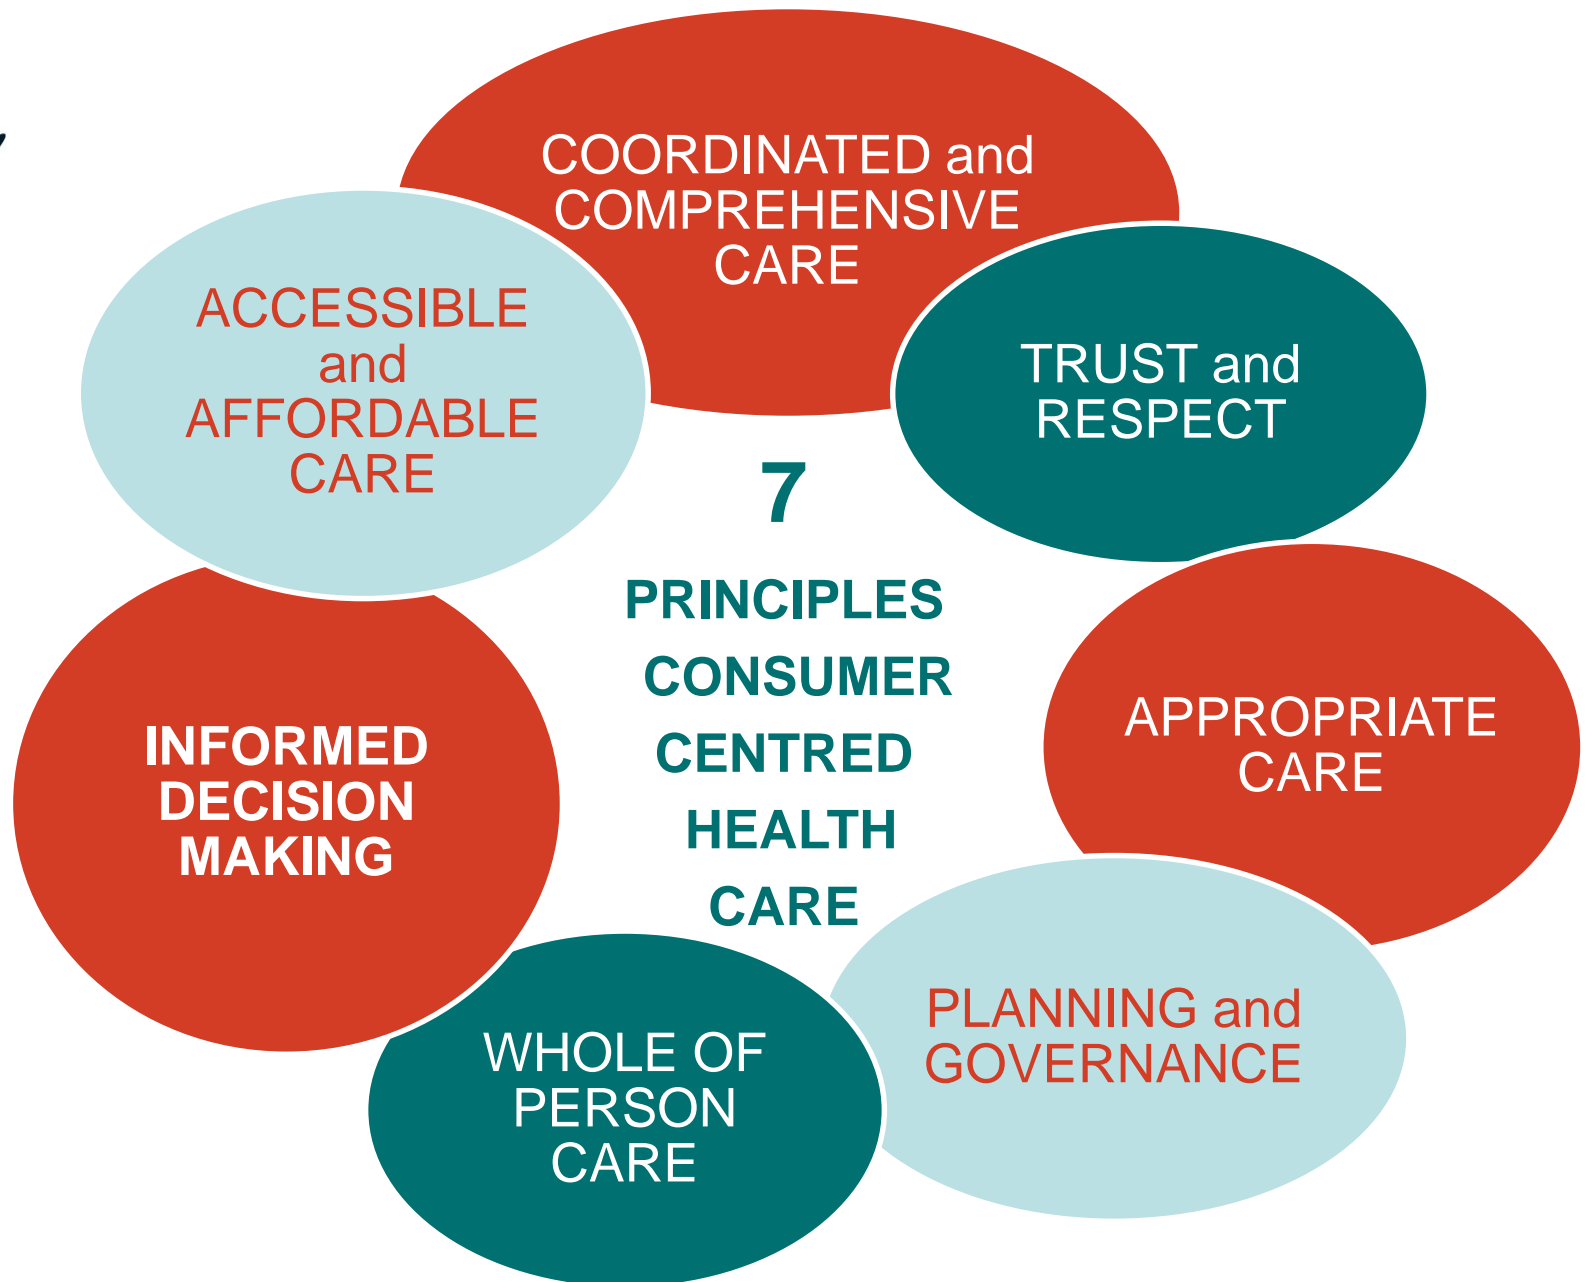 COORDINATED and
COMPREHENSIVE
CARE
ACCESSIBLE
and
AFFORDABLE
CARE
TRUST and
RESPECT
7
PRINCIPLES
CONSUMER
CENTRED
HEALTH
CARE
APPROPRIATE
CARE
INFORMED
DECISION
MAKING
PLANNING and
GOVERNANCE
WHOLE OF
PERSON
CARE